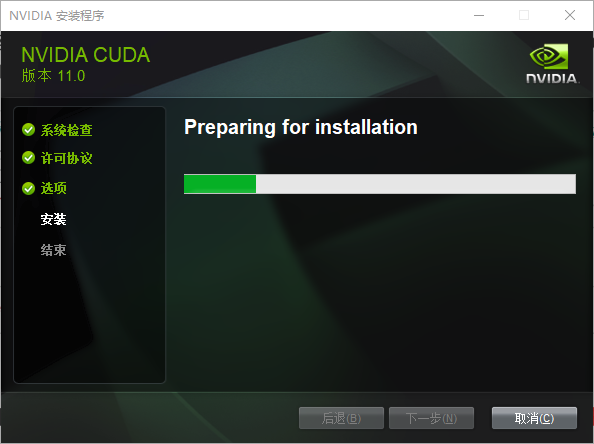 NVIDIA 安装程序
NVIDIA CUDA
版本 11.0
NVIDIA.
系统检查
许可协议
选项
安装
结束
Preparing for installation
后退(B)
下一步(N)
取消(C)